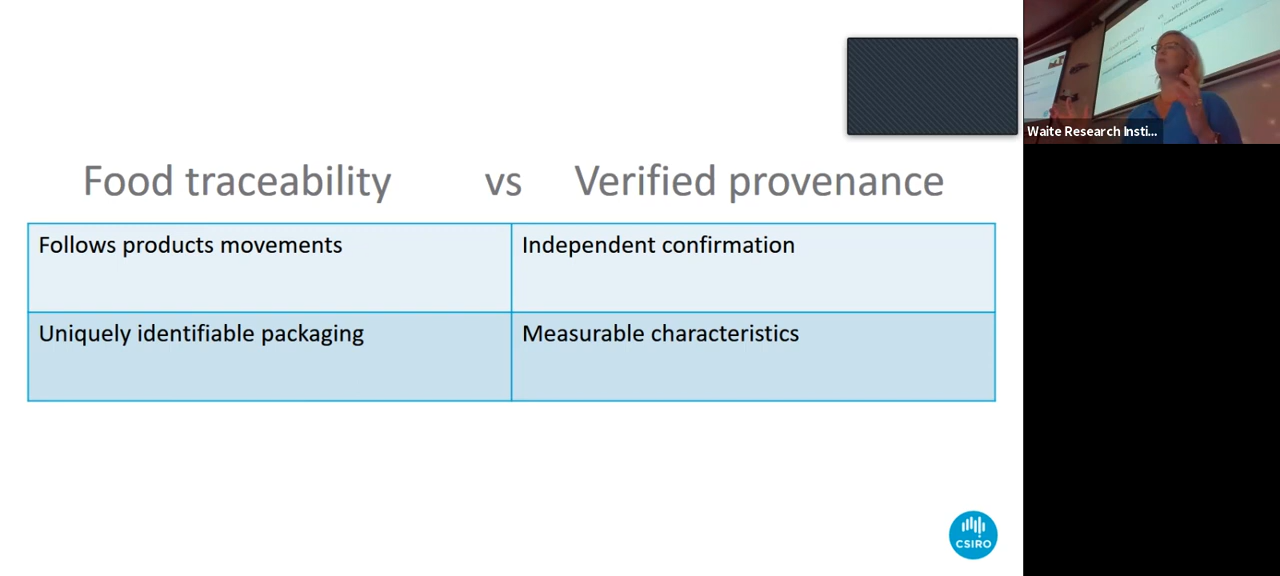 Waite Research Insti...
Food traceability vs Verified provenance
Follows products movements
Independent confirmation
Uniquely identifiable packaging
Measurable characteristics
CSIRO